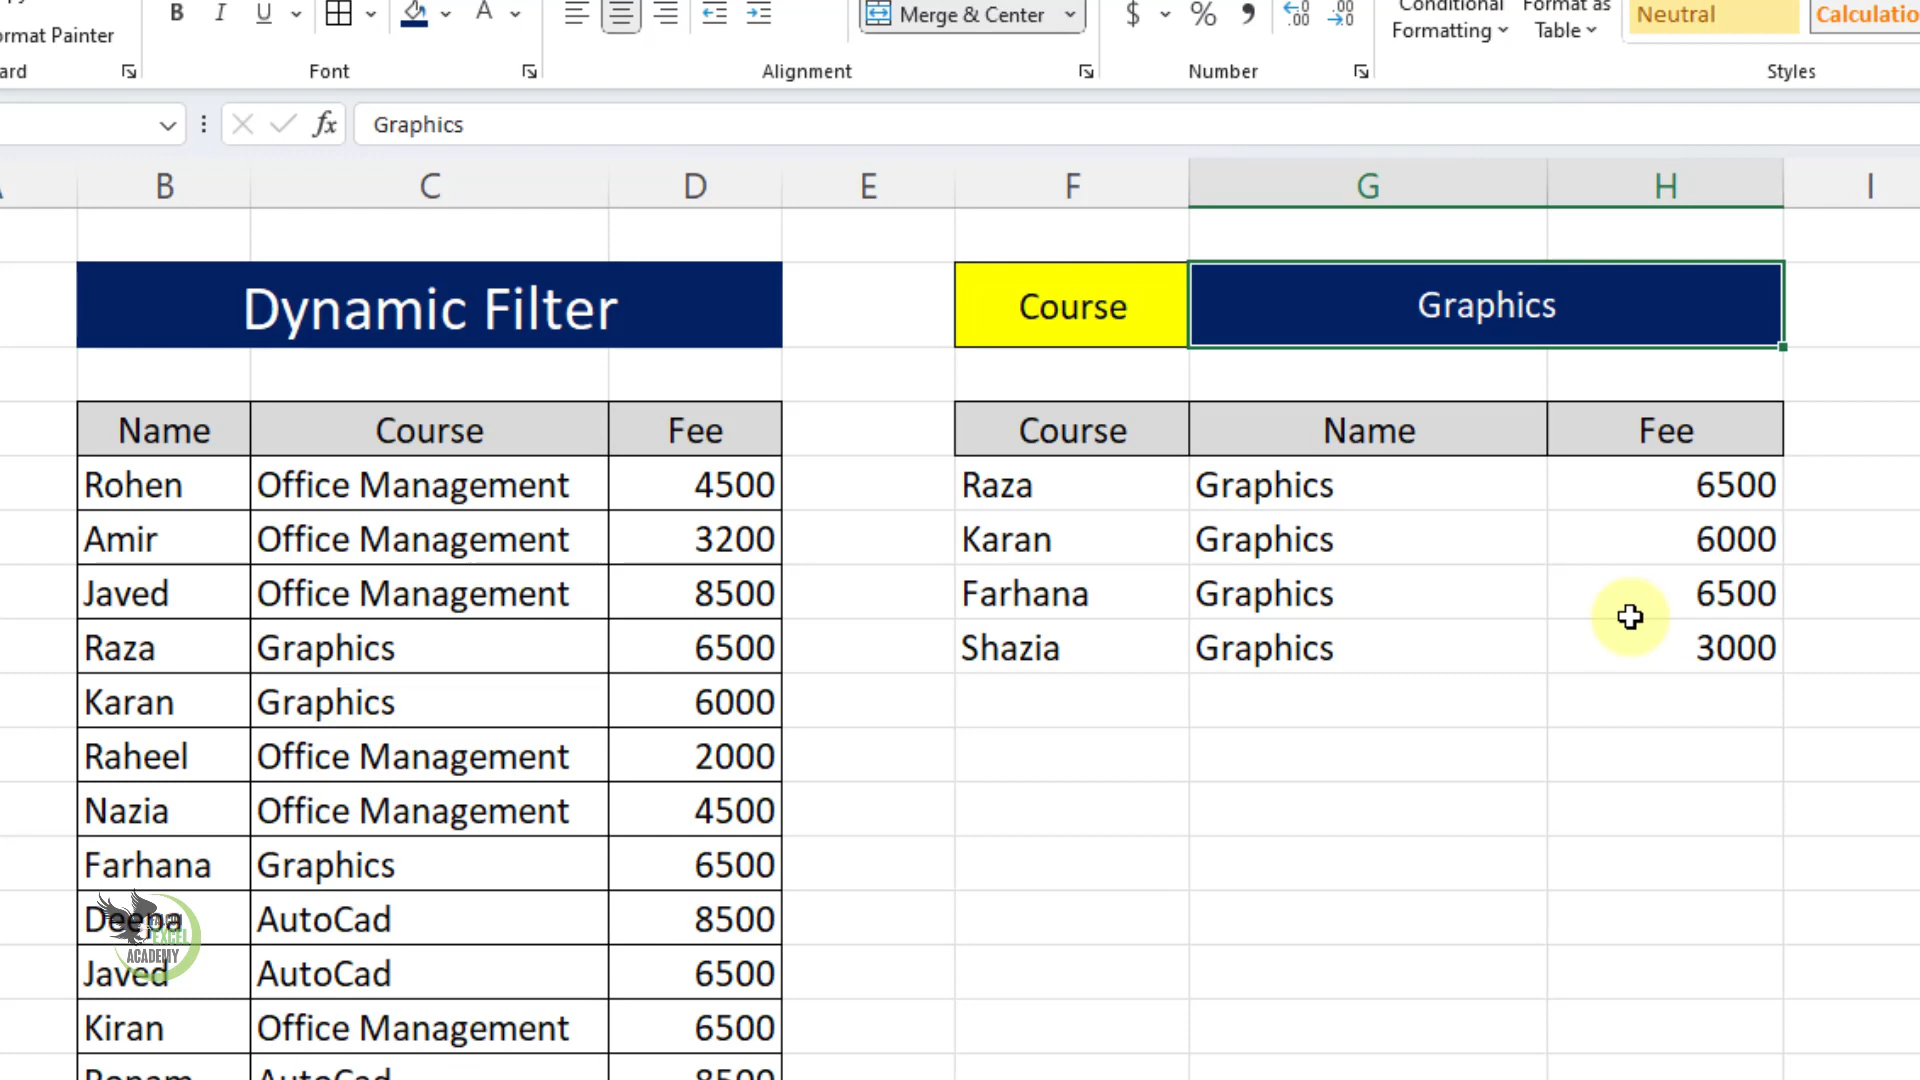 Conditional Format as Neutral Calculatio
B I U A Merge & Center $ % Formatting Table
ormat Painter
ard Font Alignment Number Styles
fx Graphics
B C D E F G H I
Dynamic Filter Course Graphics
Name Course Fee Course Name Fee
Rohen Office Management 4500 Raza Graphics 6500
Amir Office Management 3200 Karan Graphics 6000
Javed Office Management 8500 Farhana Graphics 6500
Raza Graphics 6500 Shazia Graphics 3000
Karan Graphics 6000
Raheel Office Management 2000
Nazia Office Management 4500
Farhana Graphics 6500
Deepa AutoCad 8500
EXCEL
ACADEMY
Javed AutoCad 6500
Kiran Office Management 6500
AutoCad 8500